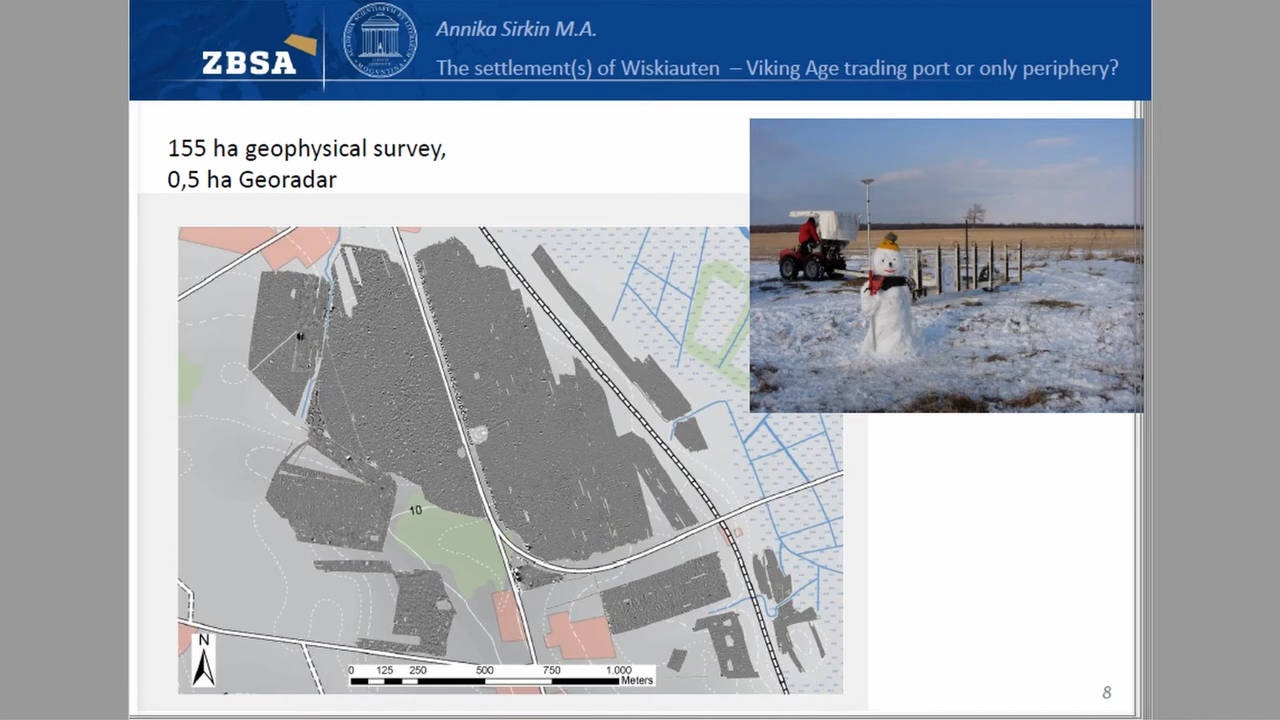 ZBSA
Annika Sirkin M.A.
The settlement(s) of Wiskiauten – Viking Age trading port or only periphery?
155 ha geophysical survey,
0,5 ha Georadar
10
N
0 125 250 500 750 1.000
Meters
8